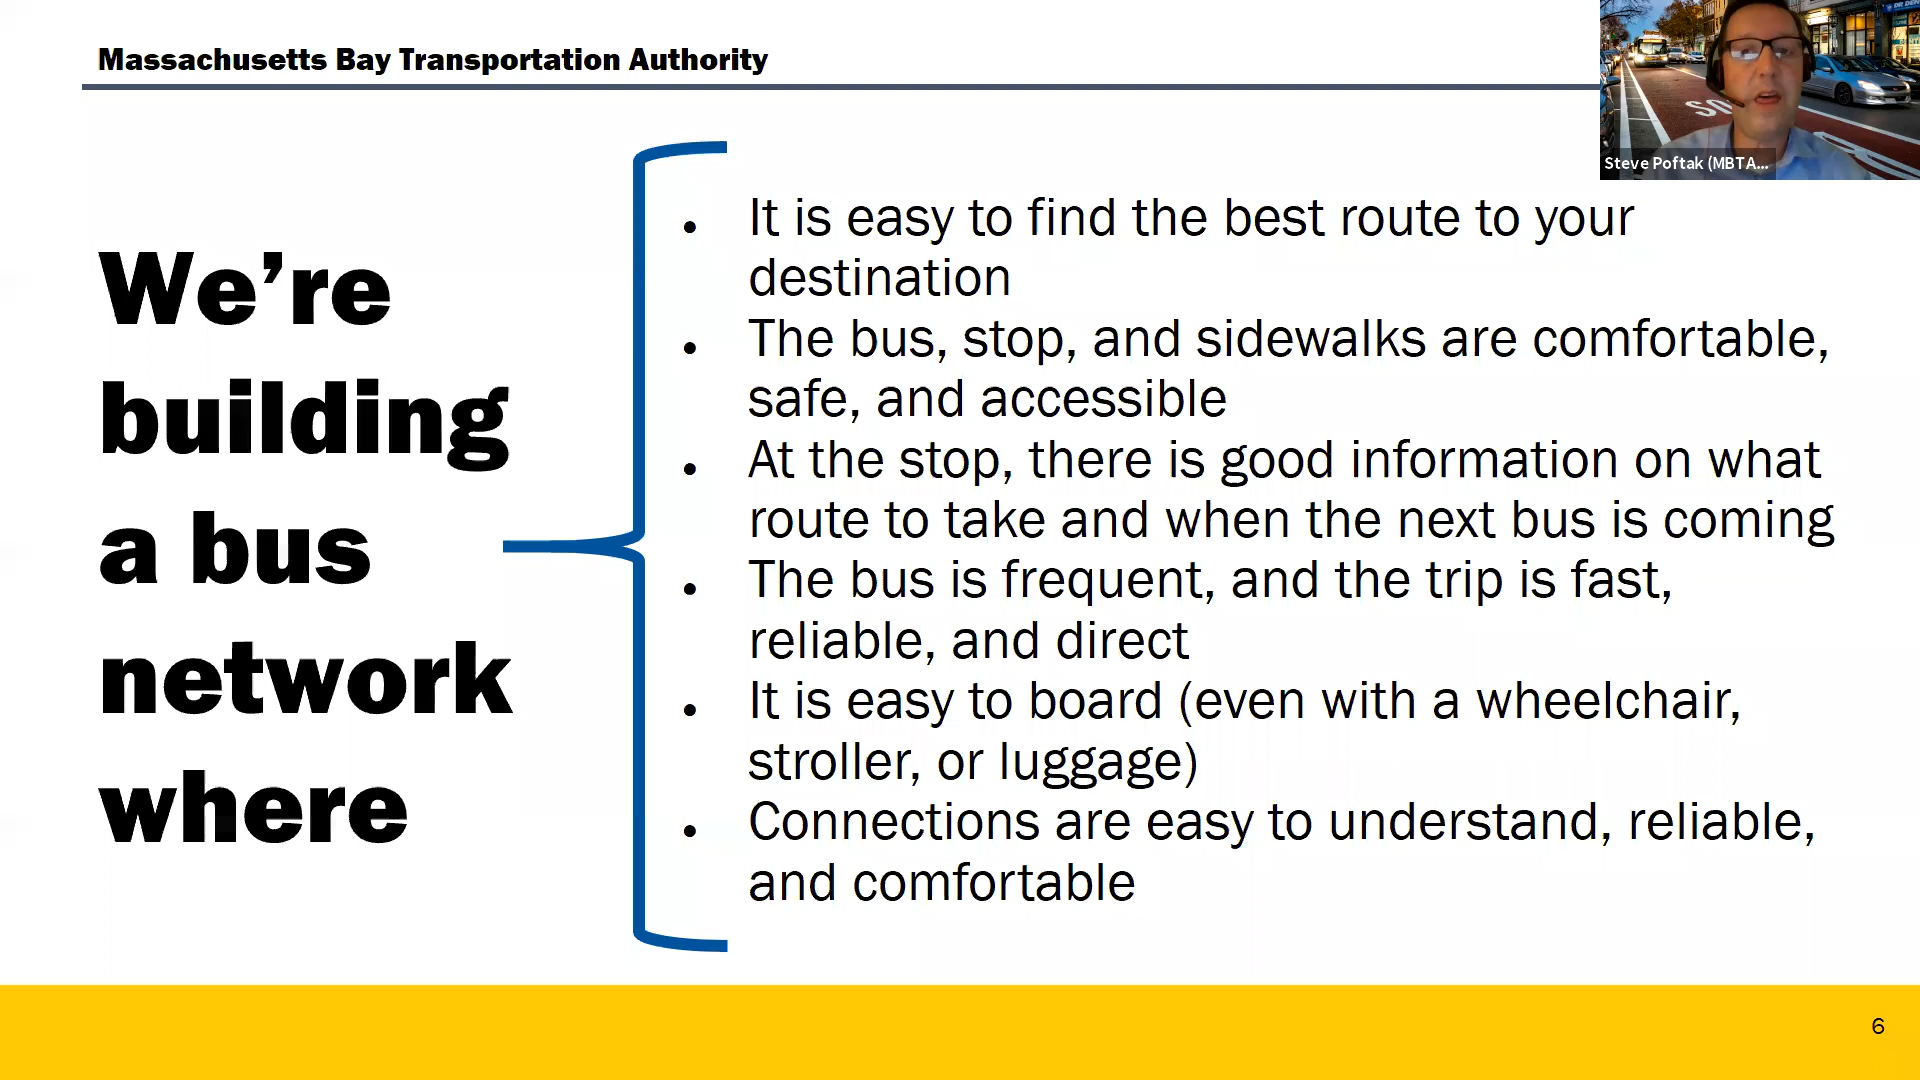 Massachusetts Bay Transportation Authority
Steve Poftak (MBTA...
We're
building
a bus
network
where
• It is easy to find the best route to your
destination
• The bus, stop, and sidewalks are comfortable,
safe, and accessible
• At the stop, there is good information on what
route to take and when the next bus is coming
• The bus is frequent, and the trip is fast,
reliable, and direct
• It is easy to board (even with a wheelchair,
stroller, or luggage)
• Connections are easy to understand, reliable,
and comfortable
6